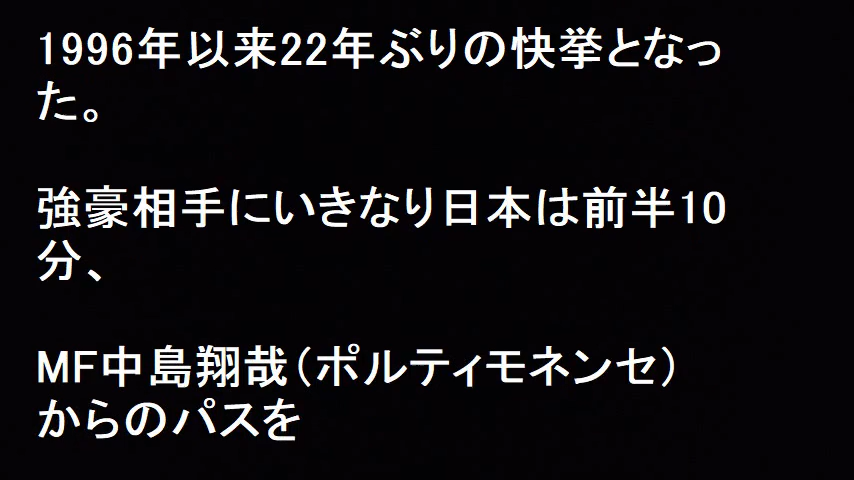 1996年以来22年ぶりの快挙となっ
た。
強豪相手にいきなり日本は前半10
分、
MF中島翔哉（ポルティモネンセ）
からのパスを